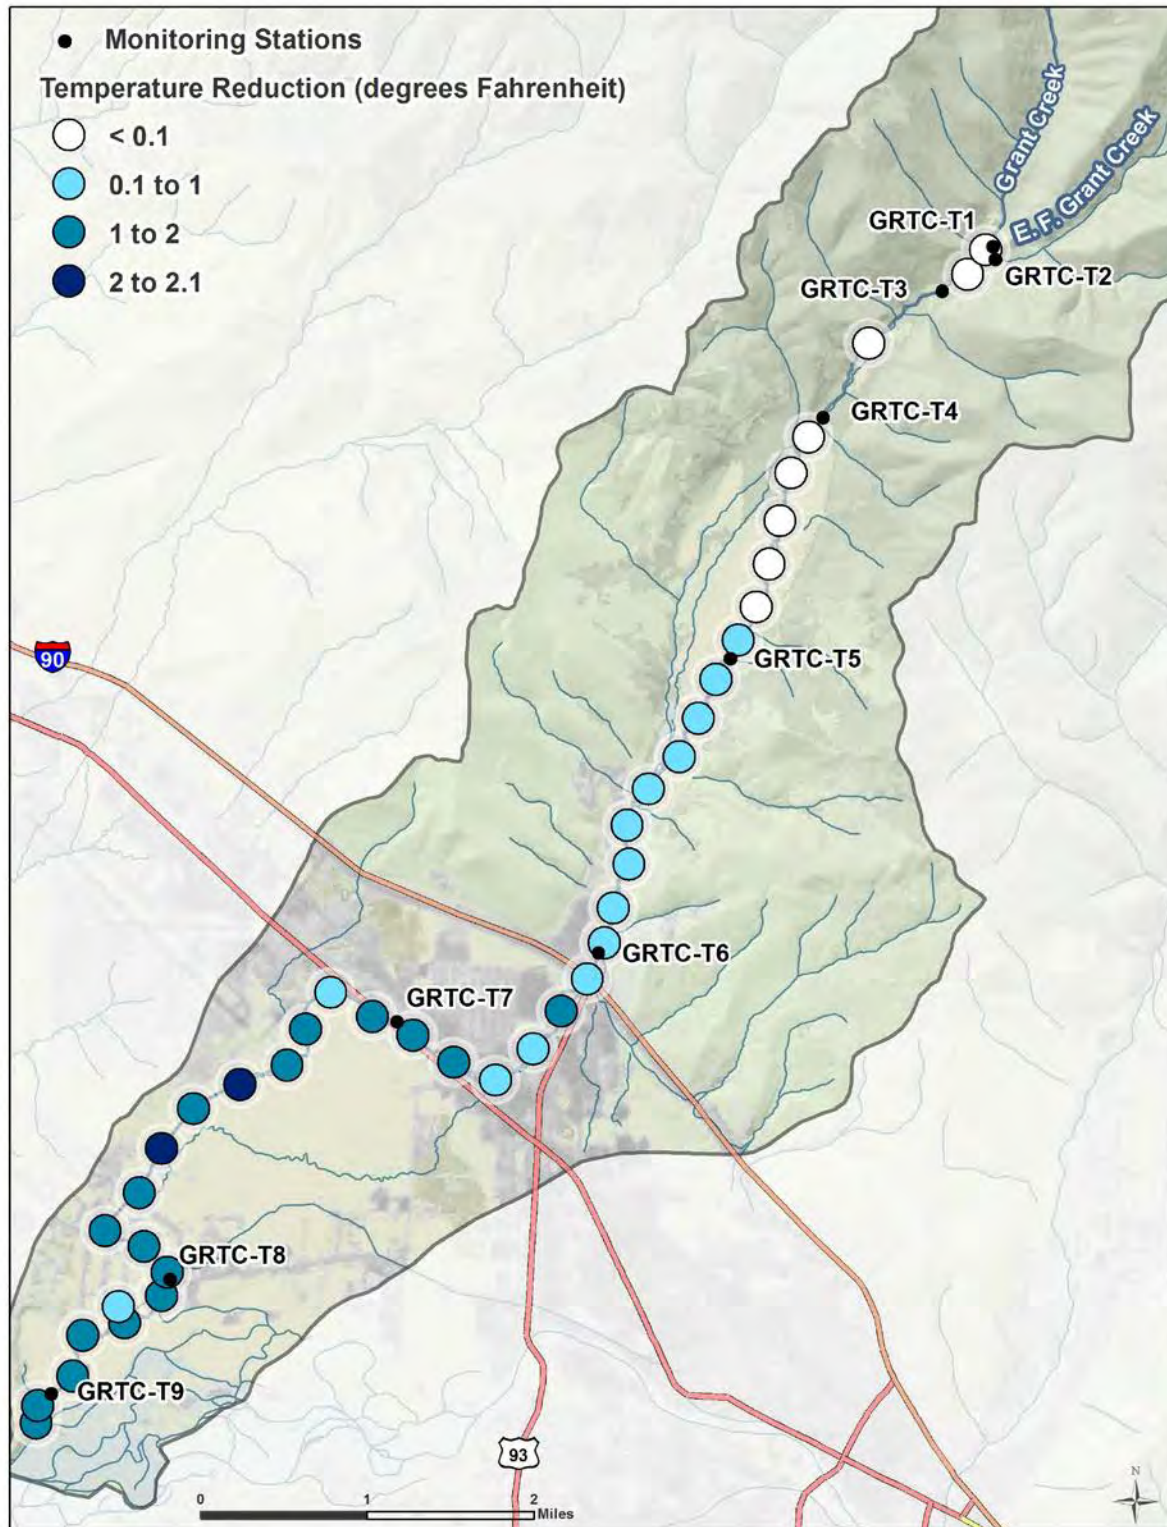 Monitoring Stations
Temperature Reduction (degrees Fahrenheit)
< 0.1
0.1 to 1
1 to 2
2 to 2.1
Grant Creek
E. F. Grant Creek
GRTC-T1
GRTC-T2
GRTC-T3
GRTC-T4
90
GRTC-T5
GRTC-T6
GRTC-T7
GRTC-T8
GRTC-T9
93
N
0 1 2
Miles